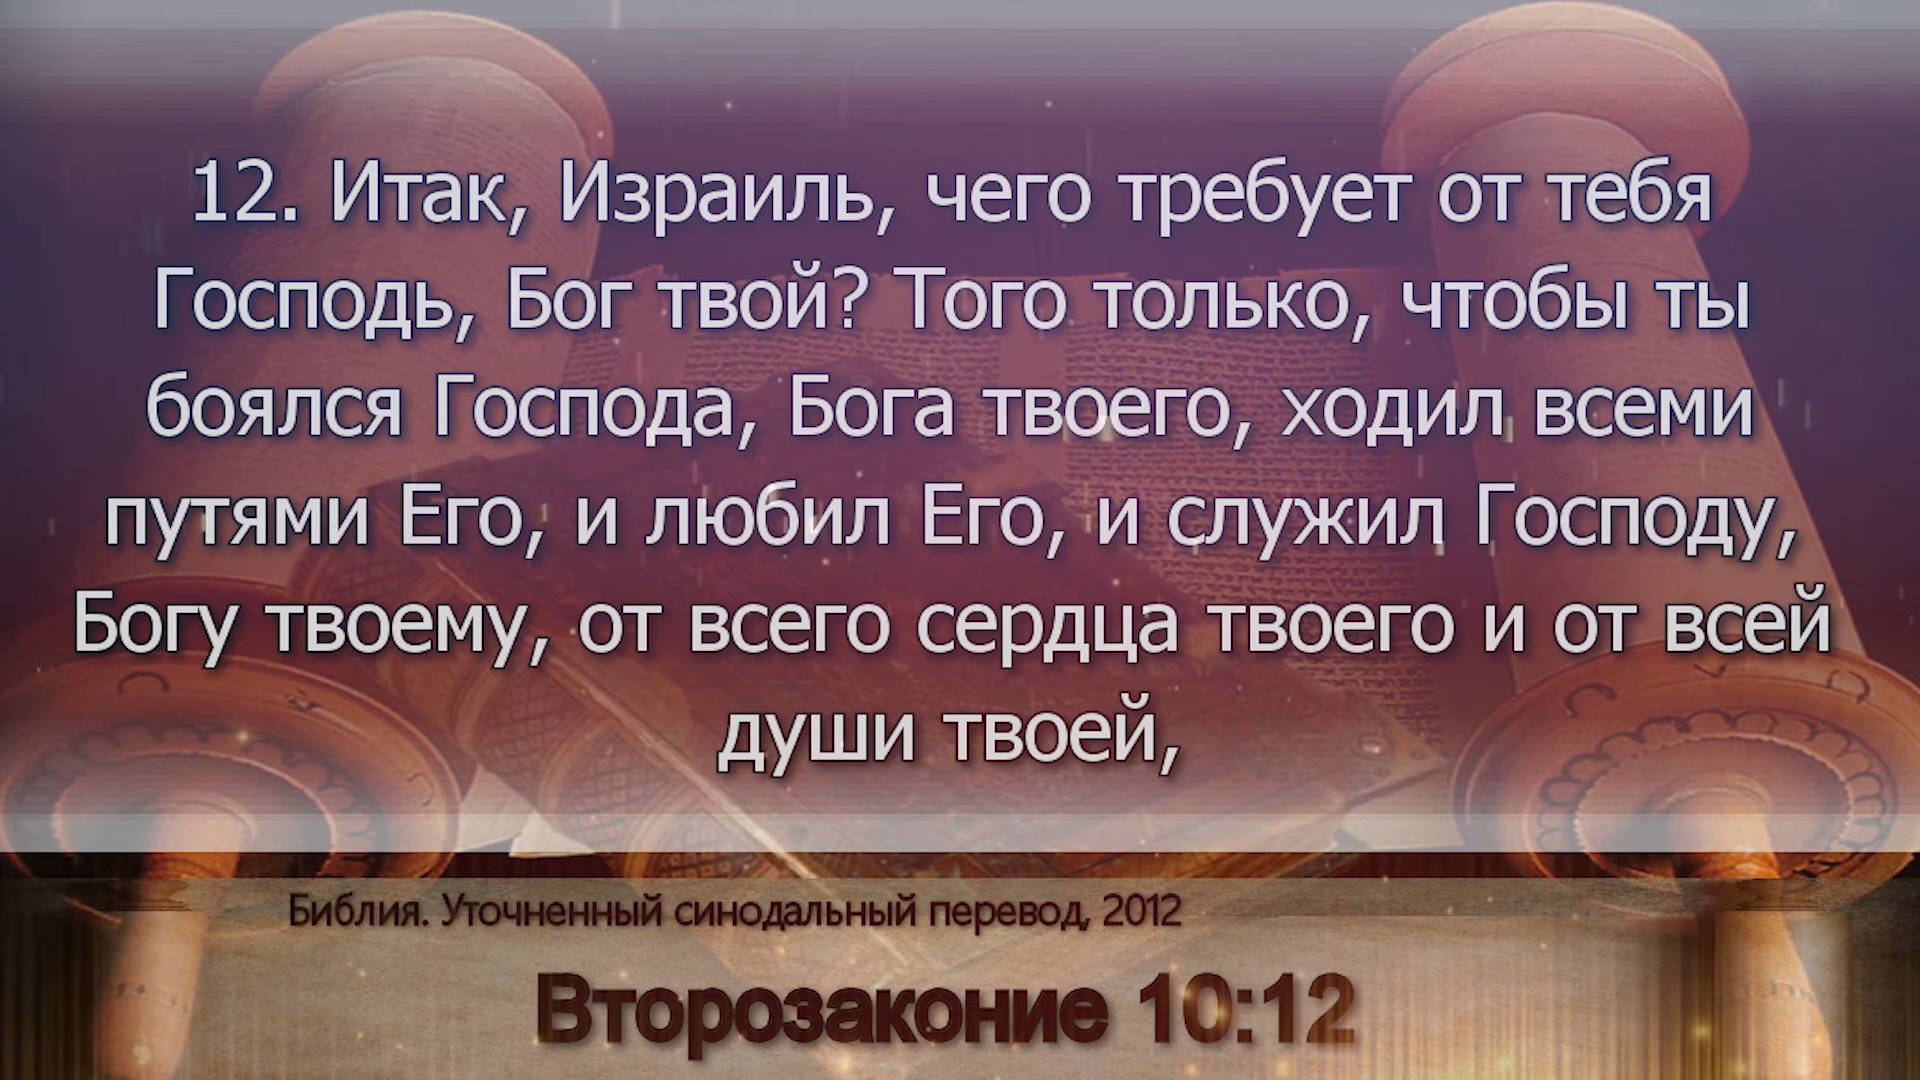 12. Итак, Израиль, чего требует от тебя
Господь, Бог твой? Того только, чтобы ты
боялся Господа, Бога твоего, ходил всеми
путями Его, и любил Его, и служил Господу,
Богу твоему, от всего сердца твоего и от всей
души твоей,
Библия. Уточненный синодальный перевод, 2012
Второзаконие 10:12